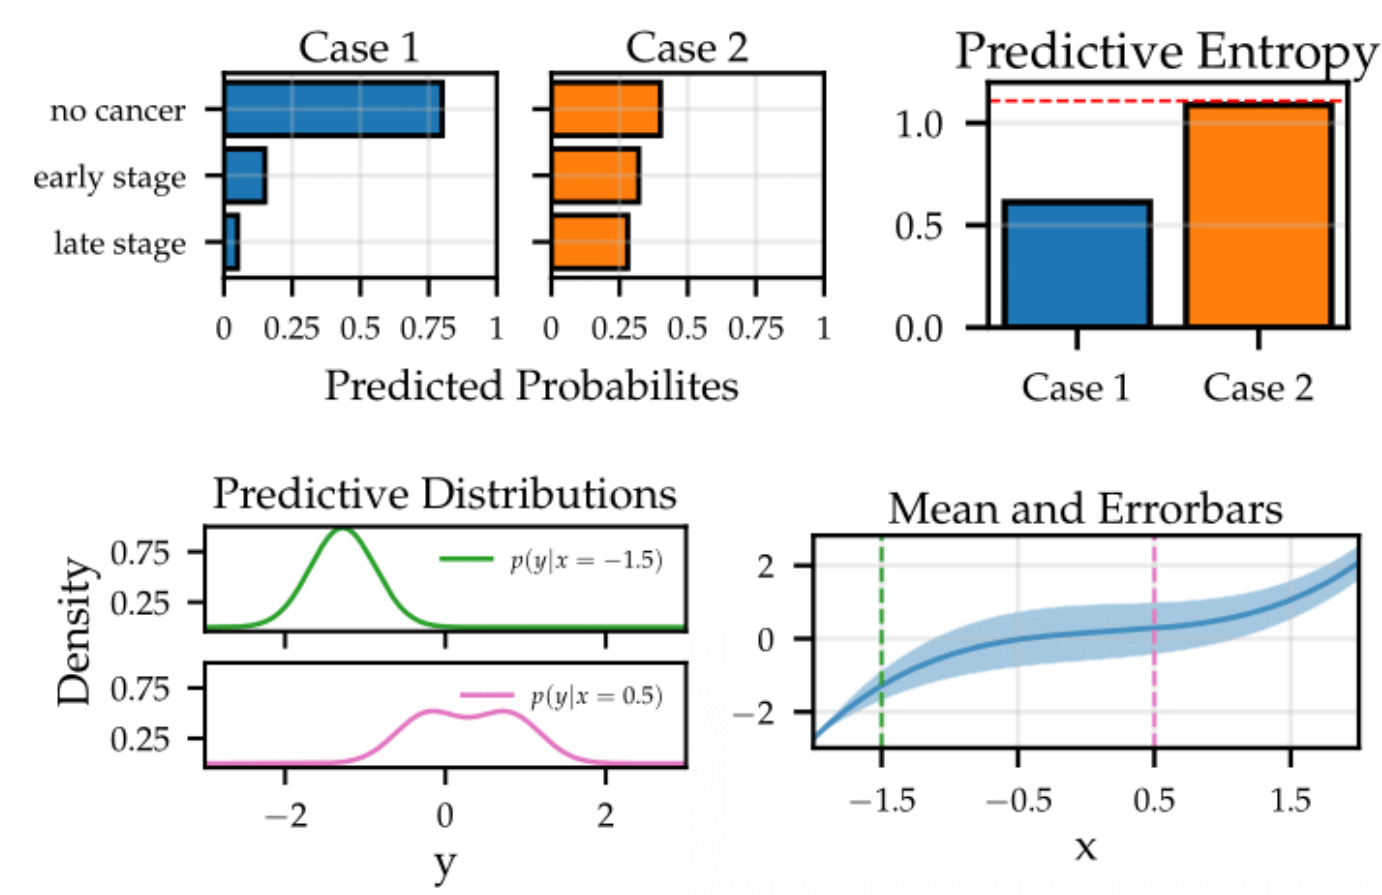 Case 1
Case 2
no cancer
early stage
late stage
0 0.25 0.5 0.75 1
0 0.25 0.5 0.75 1
Predicted Probabilites
Predictive Entropy
1.0
0.5
0.0
Case 1 Case 2
Predictive Distributions
Density
0.75
0.25
p(y|x = −1.5)
0.75
0.25
p(y|x = 0.5)
−2 0 2
y
Mean and Errorbars
2
0
−2
−1.5 −0.5 0.5 1.5
x